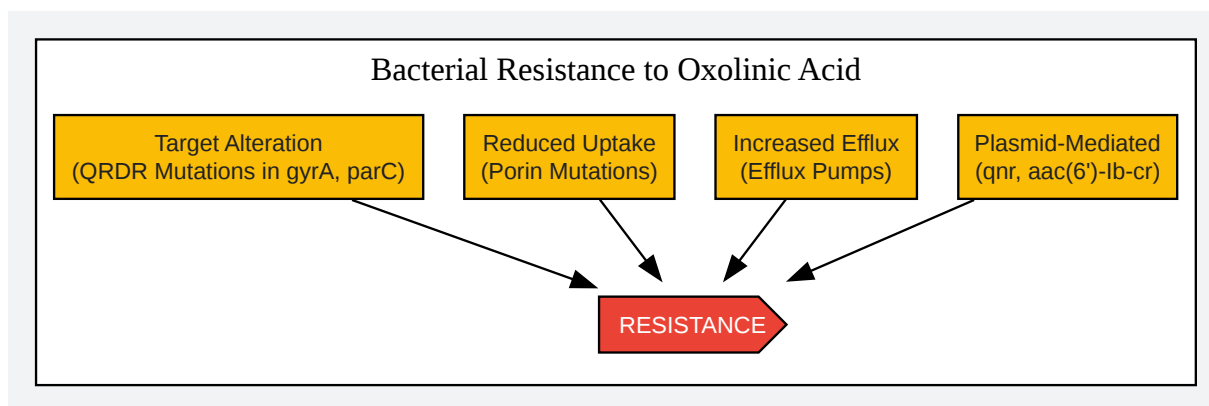 Bacterial Resistance to Oxolinic Acid
Target Alteration
(QRDR Mutations in gyrA, parC)
Reduced Uptake
(Porin Mutations)
Increased Efflux
(Efflux Pumps)
Plasmid-Mediated
(qnr, aac(6')-Ib-cr)
RESISTANCE